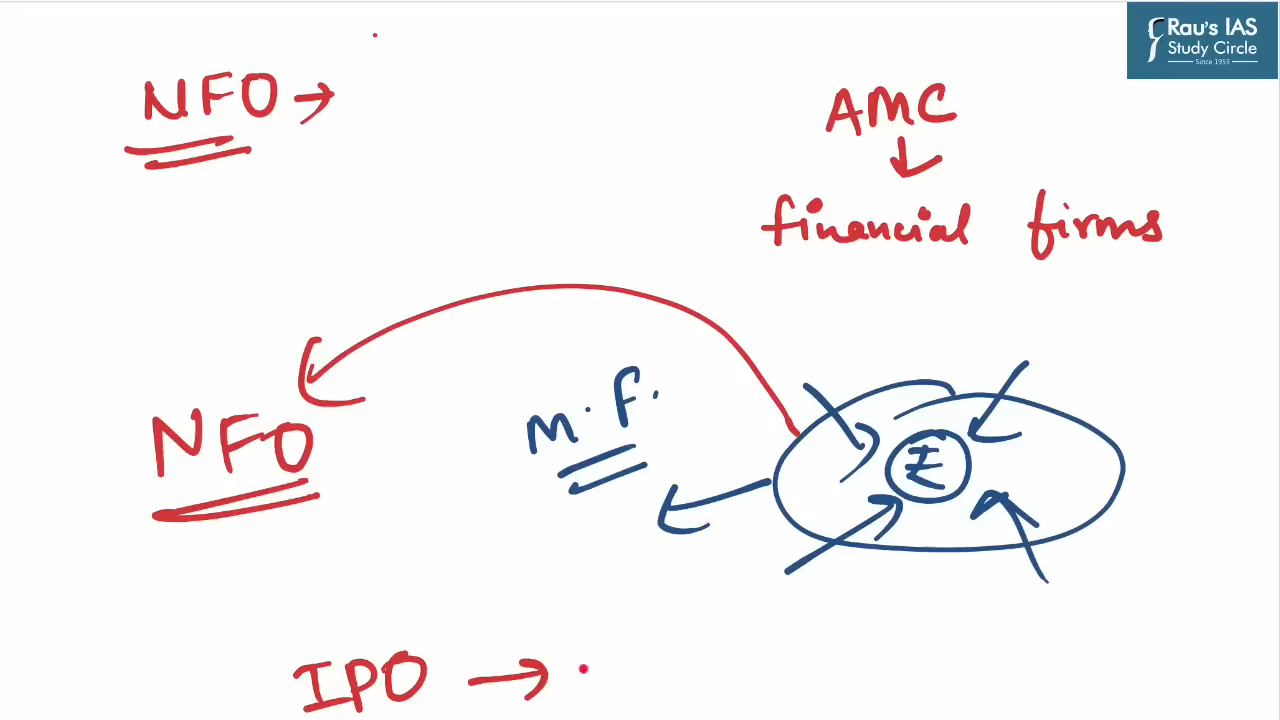 Rau's IAS
Study Circle
Since 1953
NFO →
AMC
↓
financial firms
M.F.
NFO
IPO →